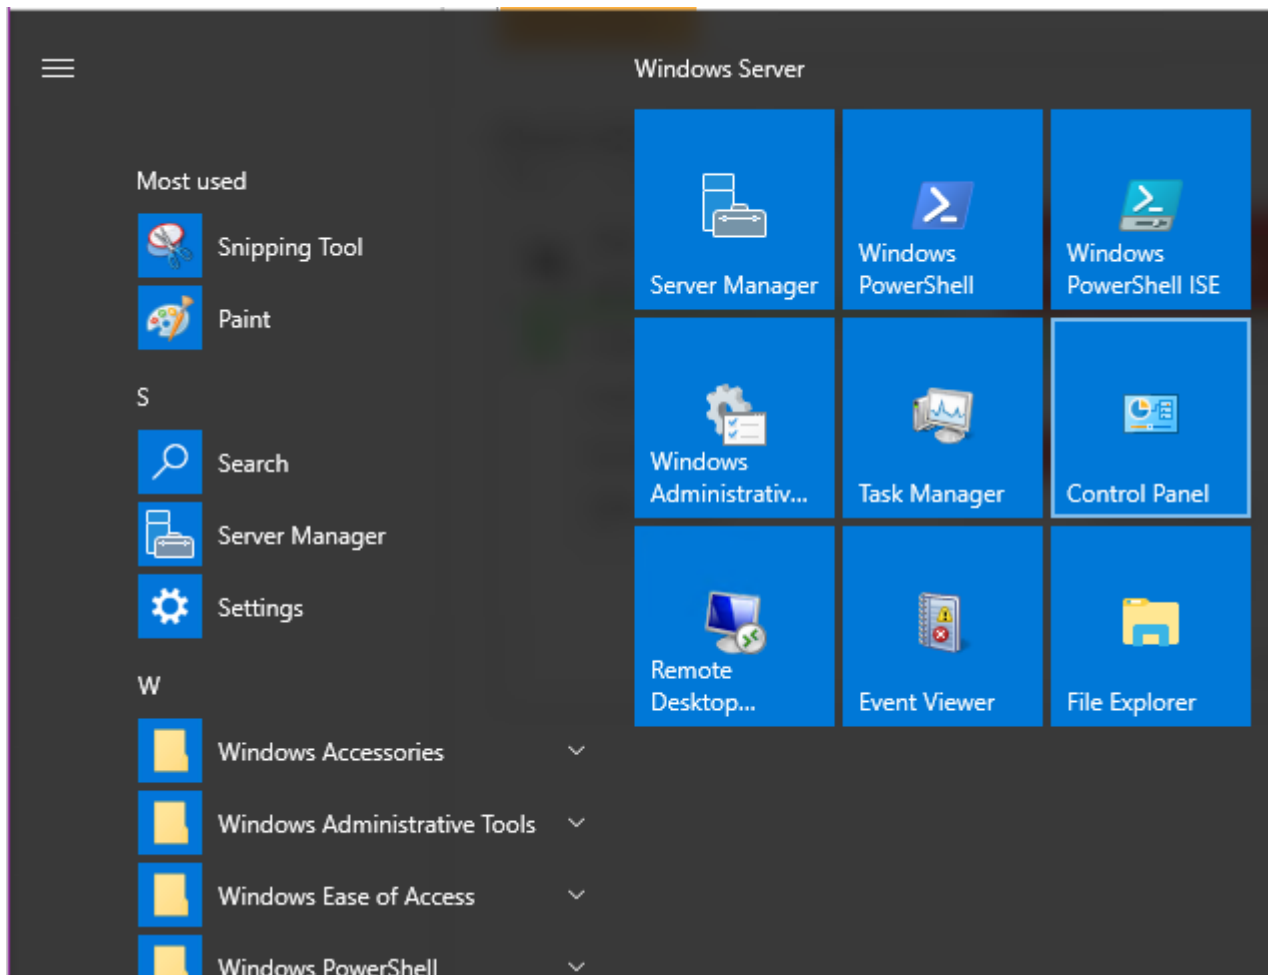 Most used
Snipping Tool
Paint
S
Search
Server Manager
Settings
W
Windows Accessories
Windows Administrative Tools
Windows Ease of Access
Windows PowerShell
Windows Server
Server Manager
Windows
PowerShell
Windows
PowerShell ISE
Windows
Administrativ...
Task Manager
Control Panel
Remote
Desktop...
Event Viewer
File Explorer